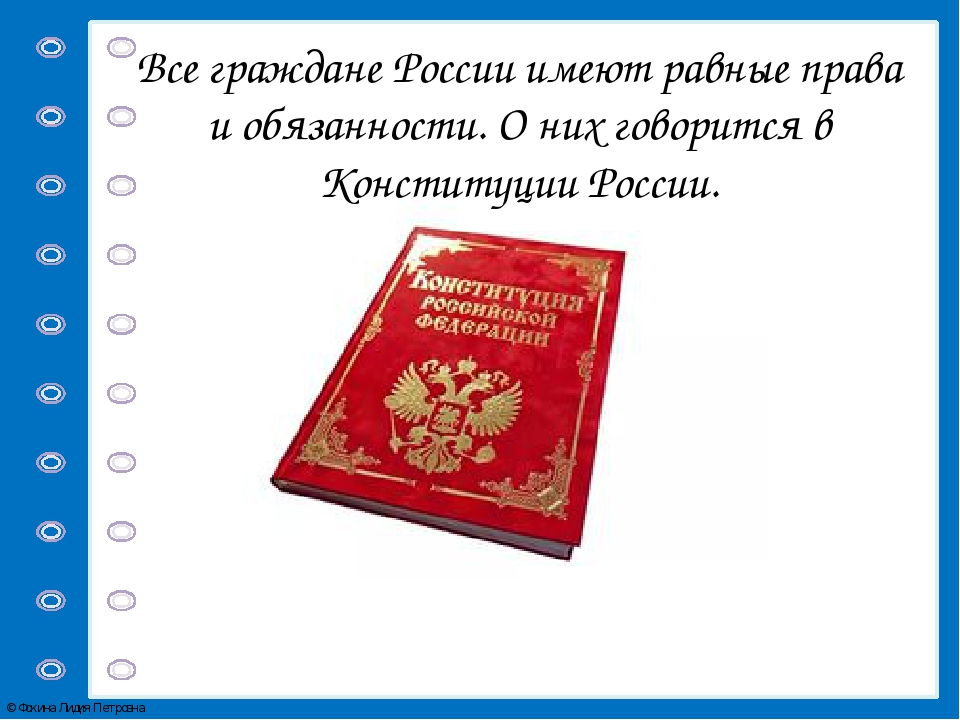 Все граждане России имеют равные права
и обязанности. О них говорится в
Конституции России.
КОНСТИТУЦИЯ
РОССИЙСКОЙ
ФЕДЕРАЦИИ
© Фокина Лидия Петровна